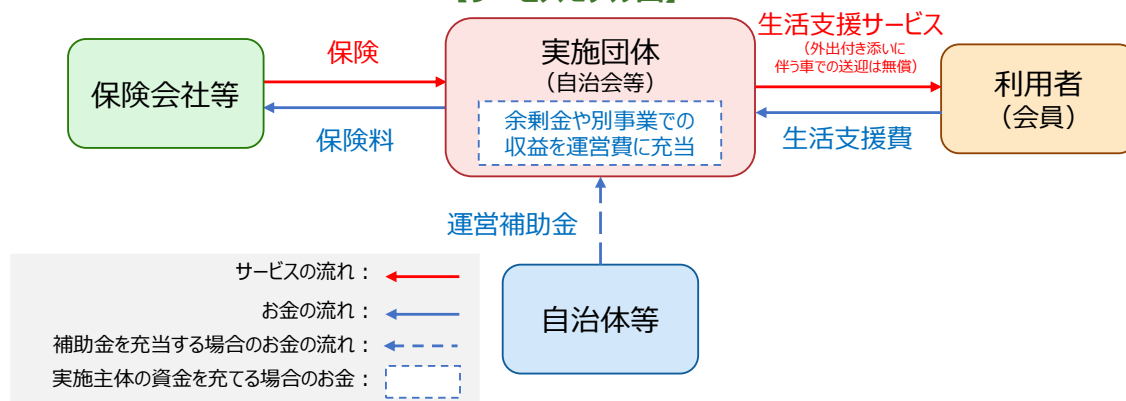 保険会社等
保険
保険料
実施団体
（自治会等）
余剰金や別事業での
収益を運営費に充当
生活支援サービス
（外出付き添いに
伴う車での送迎は無償）
生活支援費
利用者
（会員）
運営補助金
自治体等
サービスの流れ：
お金の流れ：
補助金を充当する場合のお金の流れ：
実施主体の資金を充てる場合のお金：